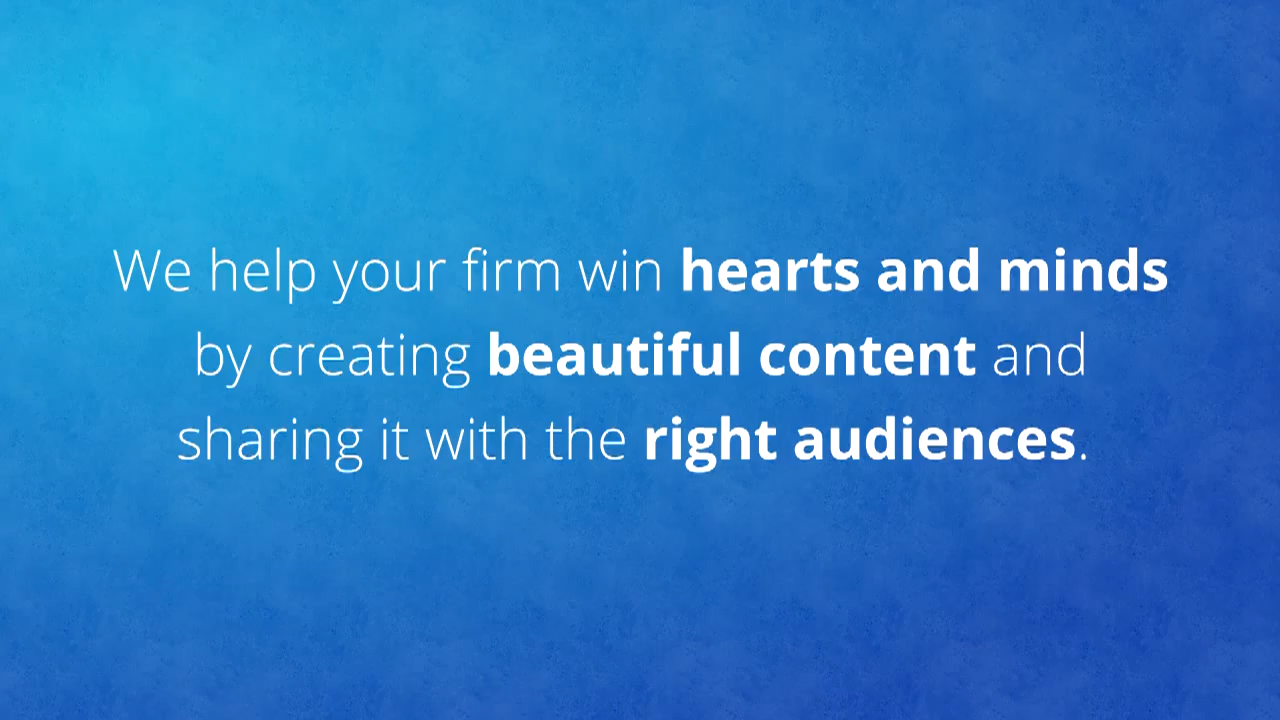 We help your firm win hearts and minds
by creating beautiful content and
sharing it with the right audiences.